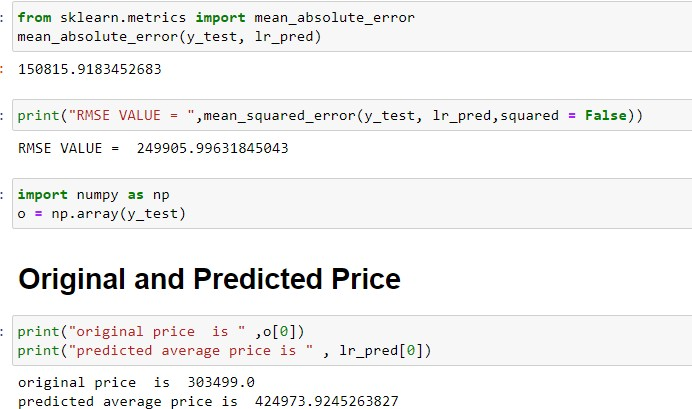 : from sklearn.metrics import mean_absolute_error
mean_absolute_error(y_test, lr_pred)
: 150815.9183452683
: print("RMSE VALUE = ",mean_squared_error(y_test, lr_pred,squared = False))
RMSE VALUE =  249905.99631845043
: import numpy as np
o = np.array(y_test)
Original and Predicted Price
: print("original price  is " ,o[0])
print("predicted average price is " , lr_pred[0])
original price  is  303499.0
predicted average price is  424973.9245263827